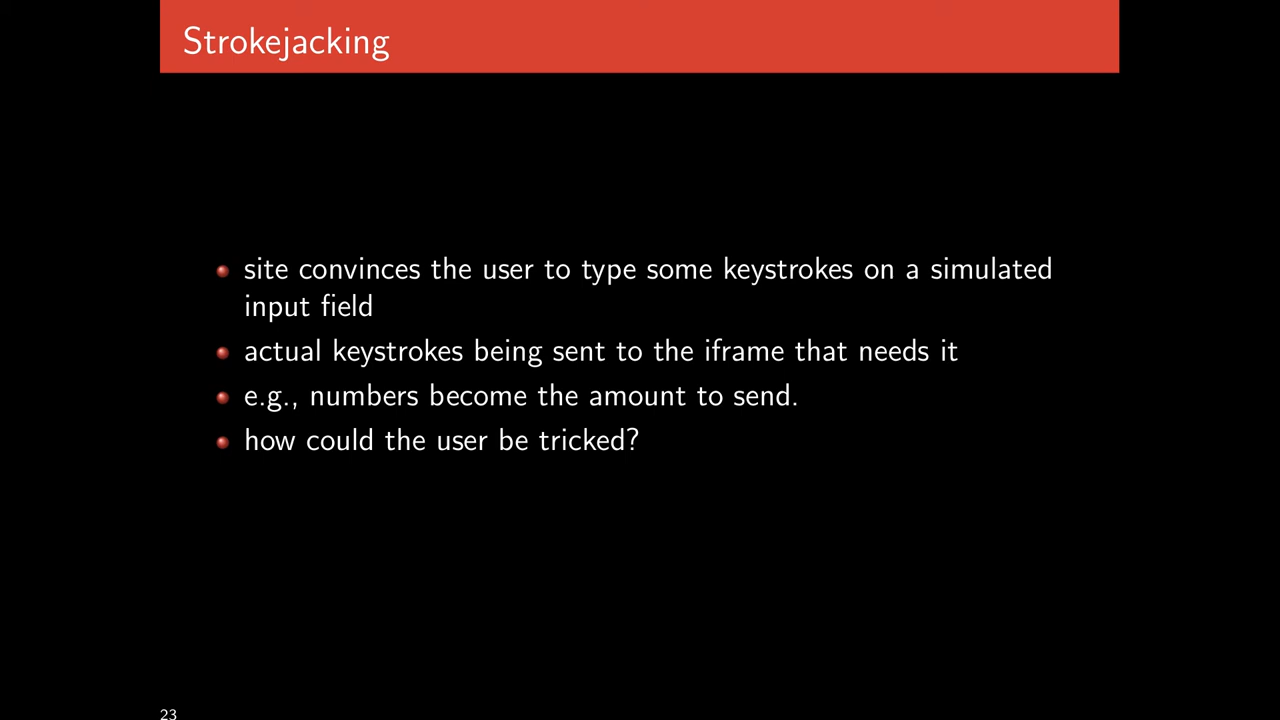 Strokejacking
site convinces the user to type some keystrokes on a simulated
input field
actual keystrokes being sent to the iframe that needs it
e.g., numbers become the amount to send.
how could the user be tricked?
23